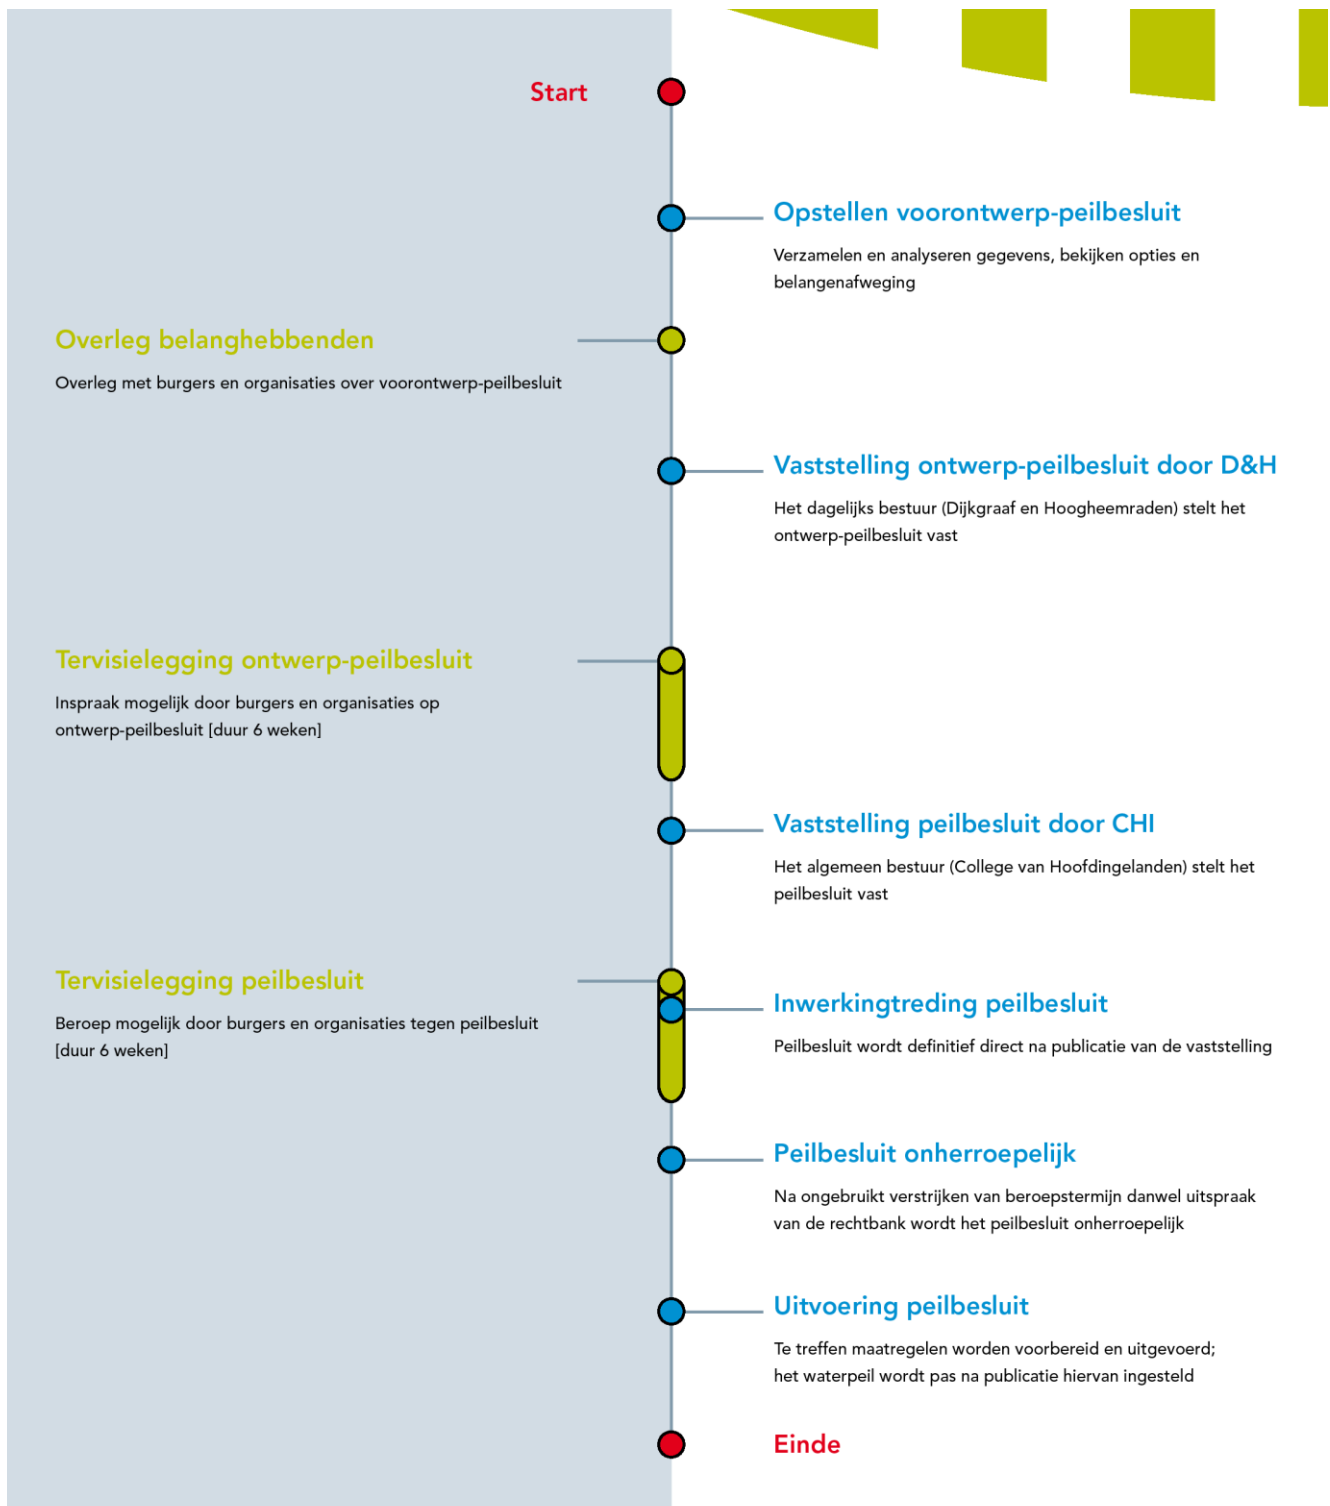 Start
Opstellen voorontwerp-peilbesluit
Verzamelen en analyseren gegevens, bekijken opties en
belangenafweging
Overleg belanghebbenden
Overleg met burgers en organisaties over voorontwerp-peilbesluit
Vaststelling ontwerp-peilbesluit door D&H
Het dagelijks bestuur (Dijkgraaf en Hoogheemraden) stelt het
ontwerp-peilbesluit vast
Tervisielegging ontwerp-peilbesluit
Inspraak mogelijk door burgers en organisaties op
ontwerp-peilbesluit [duur 6 weken]
Vaststelling peilbesluit door CHI
Het algemeen bestuur (College van Hoofdingelanden) stelt het
peilbesluit vast
Tervisielegging peilbesluit
Beroep mogelijk door burgers en organisaties tegen peilbesluit
[duur 6 weken]
Inwerkingtreding peilbesluit
Peilbesluit wordt definitief direct na publicatie van de vaststelling
Peilbesluit onherroepelijk
Na ongebruikt verstrijken van beroepstermijn danwel uitspraak
van de rechtbank wordt het peilbesluit onherroepelijk
Uitvoering peilbesluit
Te treffen maatregelen worden voorbereid en uitgevoerd;
het waterpeil wordt pas na publicatie hiervan ingesteld
Einde